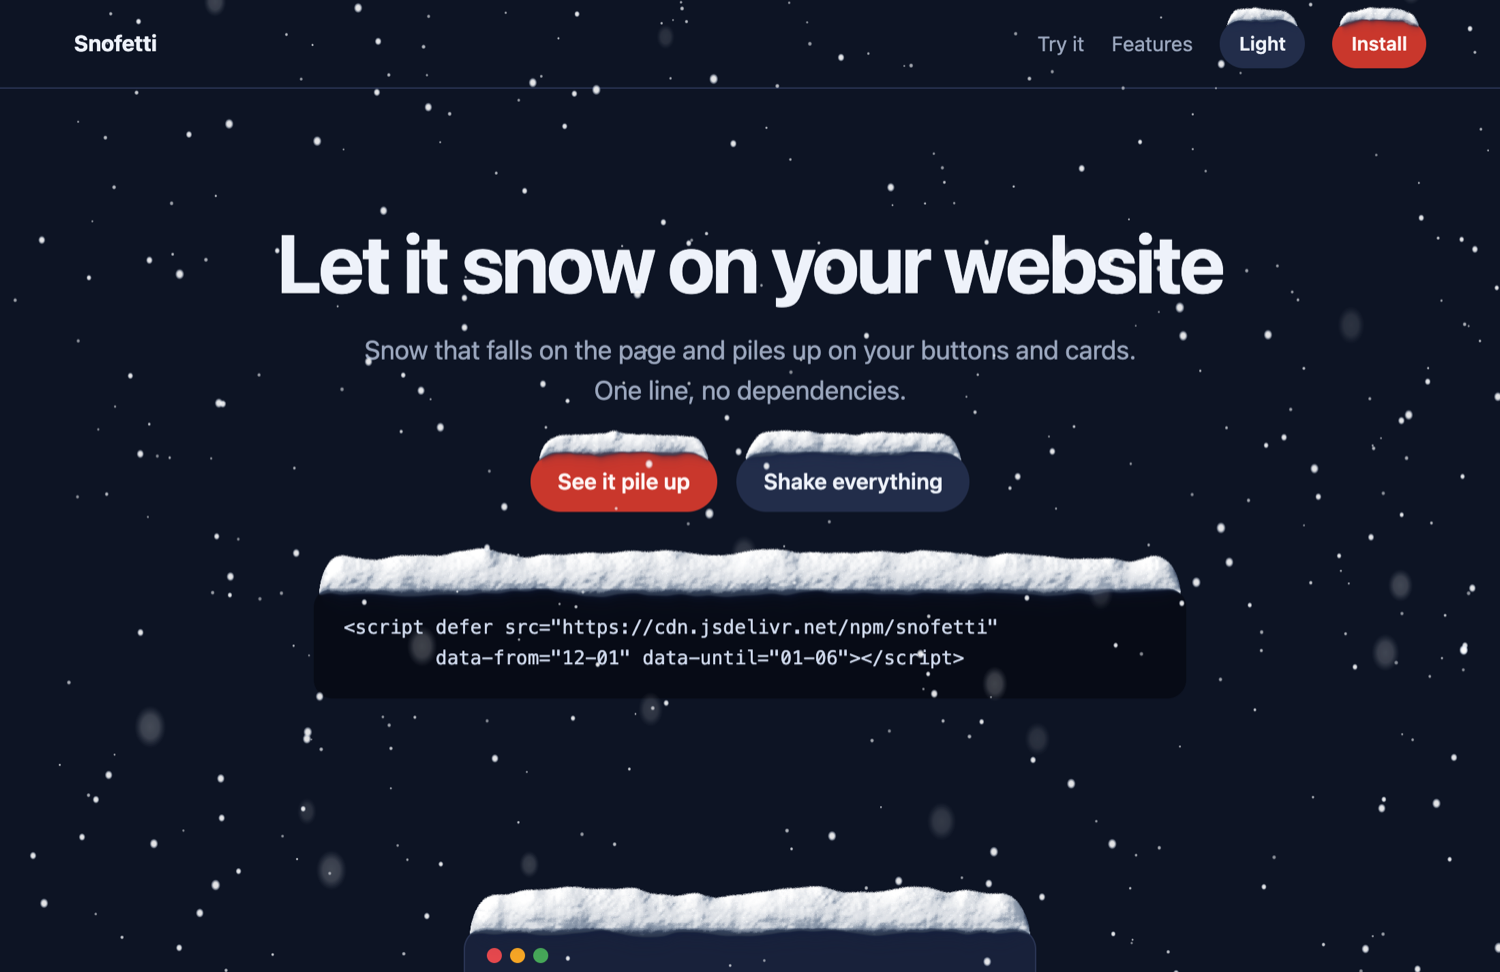 Snofetti
Try it
Features
Light
Install
Let it snow on your website
Snow that falls on the page and piles up on your buttons and cards.
One line, no dependencies.
See it pile up
Shake everything
<script defer src="https://cdn.jsdelivr.net/npm/snofetti"
data-from="12-01" data-until="01-06"></script>